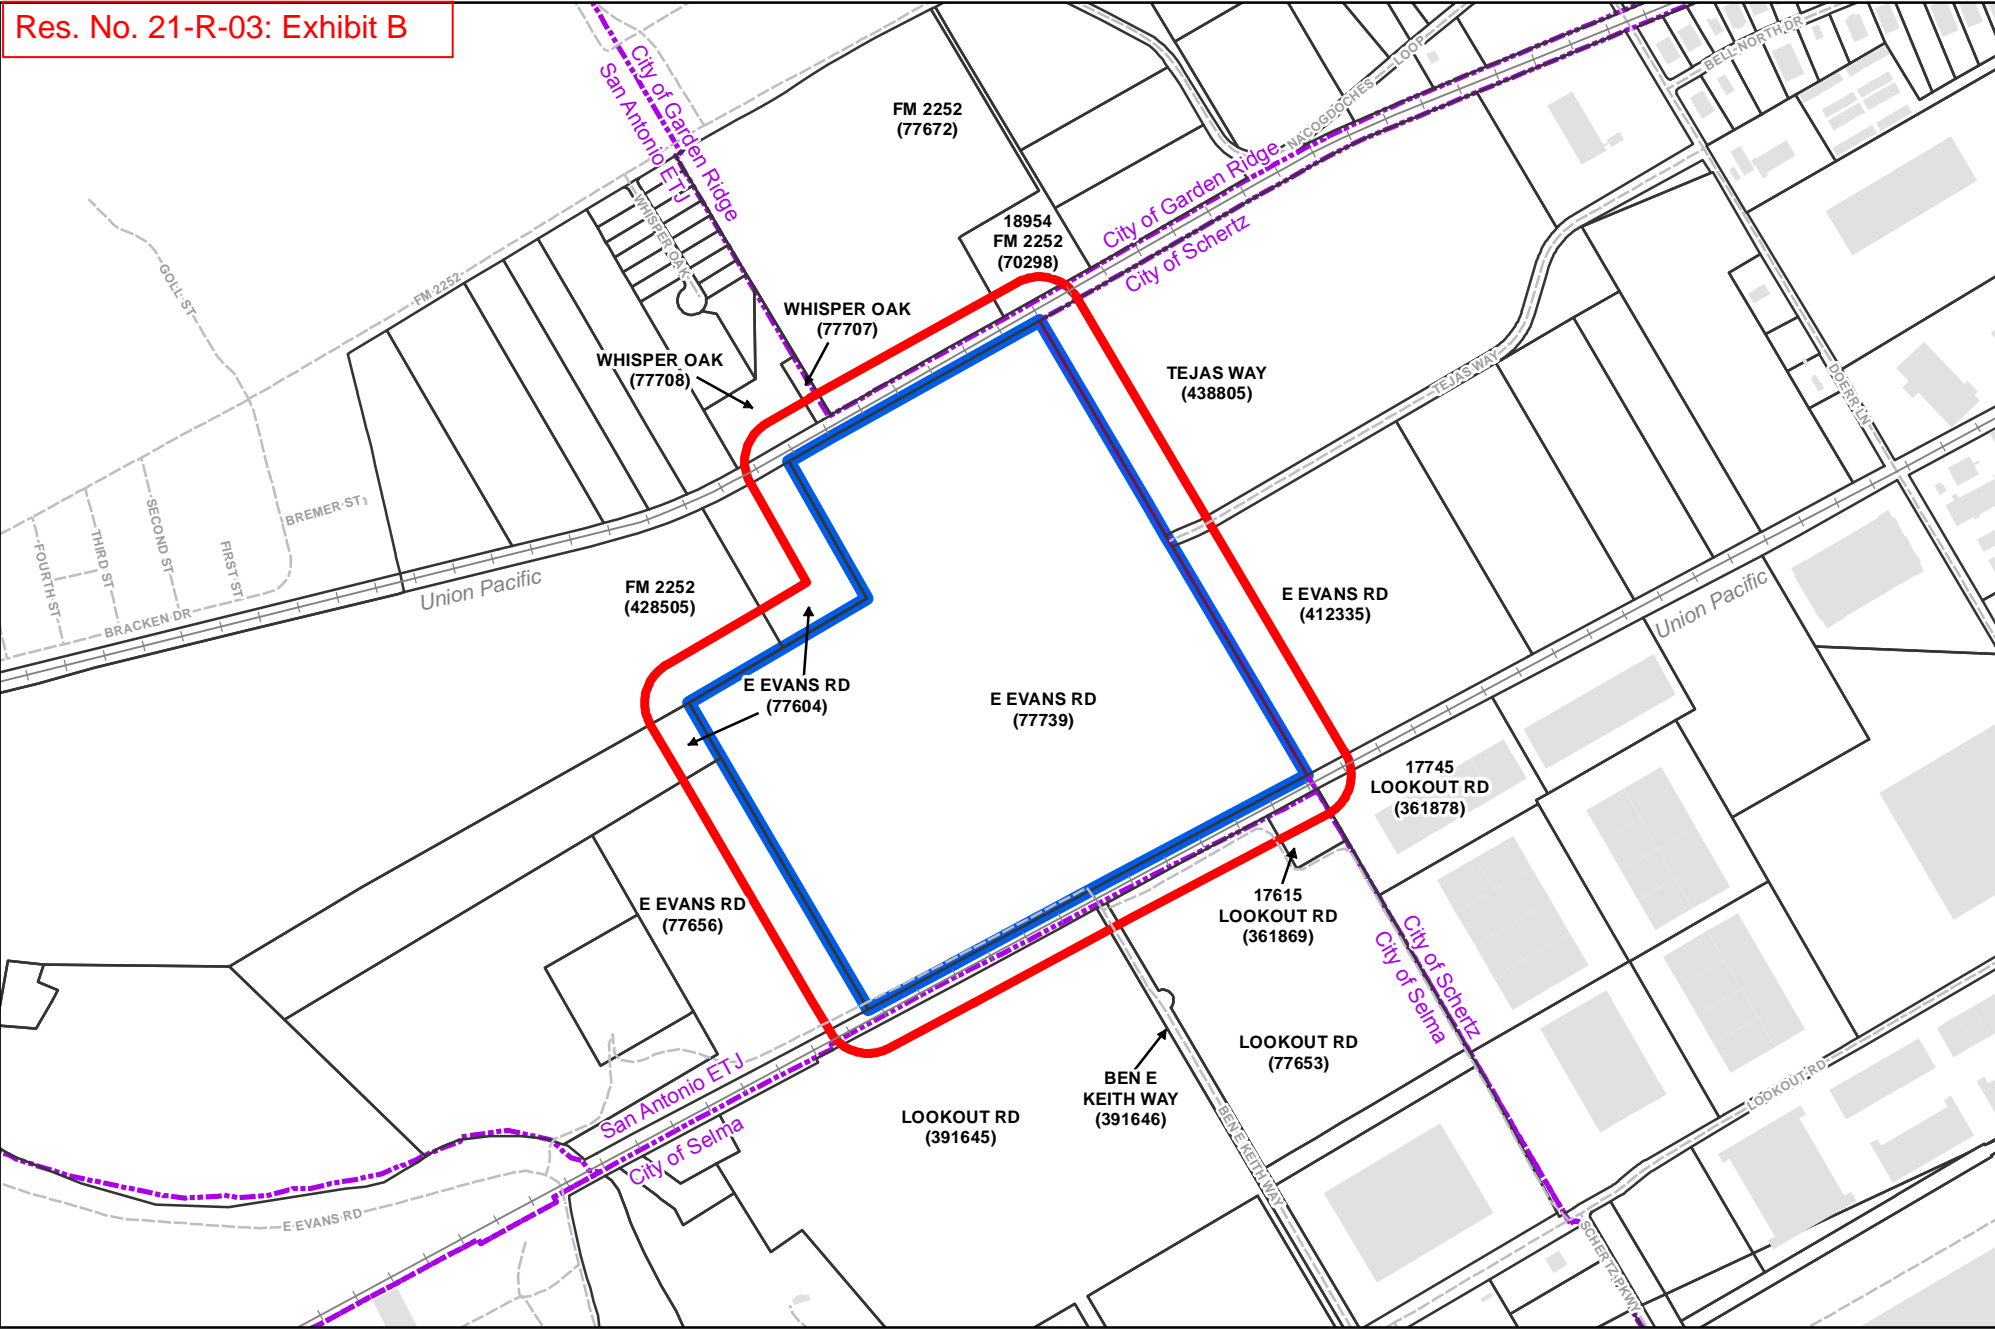 Res. No. 21-R-03: Exhibit B
City of Garden Ridge
San Antonio ETJ
FM 2252
(77672)
NACOGDOCHES LOOP
BELL NORTH DR
City of Garden Ridge
City of Schertz
18954
FM 2252
(70298)
WHISPER OAK
GOLL ST
FM 2252
WHISPER OAK
(77707)
WHISPER OAK
(77708)
TEJAS WAY
(438805)
TEJAS WAY
DOERR LN
BREMER ST
SECOND ST
THIRD ST
FOURTH ST
FIRST ST
BRACKEN DR
Union Pacific
FM 2252
(428505)
E EVANS RD
(412335)
Union Pacific
E EVANS RD
(77604)
E EVANS RD
(77739)
17745
LOOKOUT RD
(361878)
E EVANS RD
(77656)
17615
LOOKOUT RD
(361869)
City of Schertz
City of Selma
LOOKOUT RD
(77653)
BEN E
KEITH WAY
(391646)
LOOKOUT RD
(391645)
San Antonio ETJ
City of Selma
BEN E KEITH WAY
LOOKOUT RD
E EVANS RD
SCHERTZ PKWY